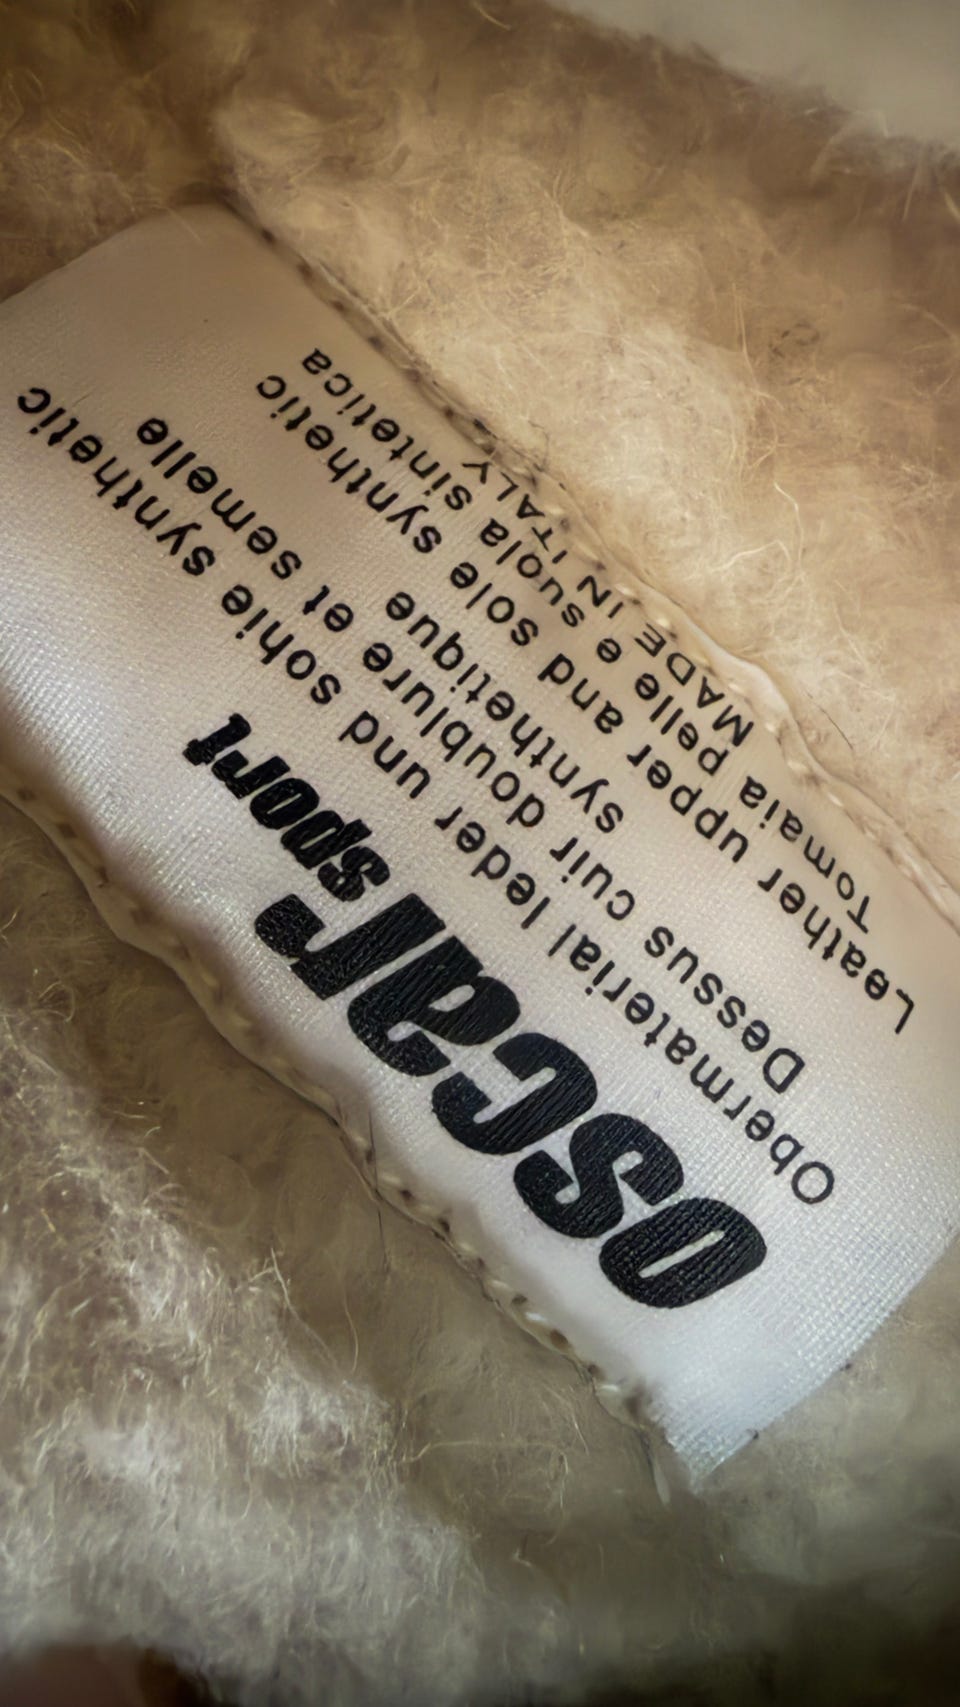 oscar sport
Obermaterial leder und sohie synthetic
Dessus cuir doublure et semelle
synthetique
Leather upper and sole synthetic
Tomaia pelle e suola sintetica
MADE IN ITALY